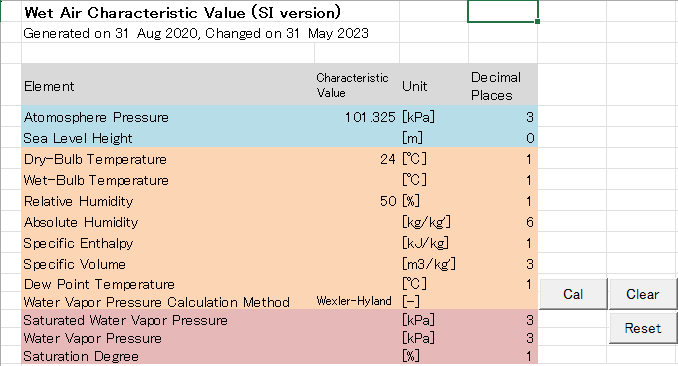 Wet Air Characteristic Value (SI version)
Generated on 31 Aug 2020, Changed on 31 May 2023
Element Characteristic Value Unit Decimal Places
Atomosphere Pressure 101.325 [kPa] 3
Sea Level Height [m] 0
Dry-Bulb Temperature 24 [℃] 1
Wet-Bulb Temperature [℃] 1
Relative Humidity 50 [%] 1
Absolute Humidity [kg/kg'] 6
Specific Enthalpy [kJ/kg] 1
Specific Volume [m3/kg'] 3
Dew Point Temperature [℃] 1
Water Vapor Pressure Calculation Method Wexler-Hyland [-]
Saturated Water Vapor Pressure [kPa] 3
Water Vapor Pressure [kPa] 3
Saturation Degree [%] 1
Cal Clear
Reset